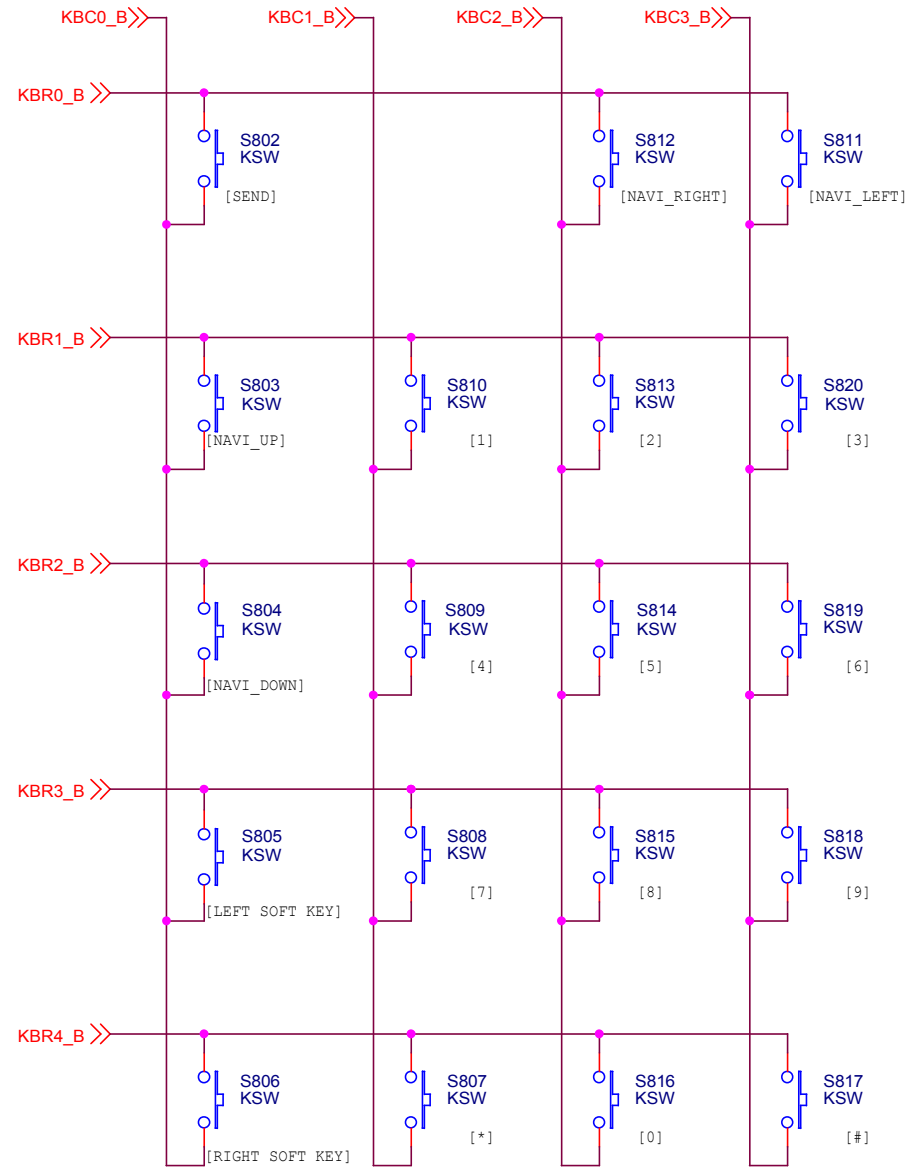 KBC0_B
KBC1_B
KBC2_B
KBC3_B
KBR0_B
S802
KSW
[SEND]
S812
KSW
[NAVI_RIGHT]
S811
KSW
[NAVI_LEFT]
KBR1_B
S803
KSW
[NAVI_UP]
S810
KSW
[1]
S813
KSW
[2]
S820
KSW
[3]
KBR2_B
S804
KSW
[NAVI_DOWN]
S809
KSW
[4]
S814
KSW
[5]
S819
KSW
[6]
KBR3_B
S805
KSW
[LEFT SOFT KEY]
S808
KSW
[7]
S815
KSW
[8]
S818
KSW
[9]
KBR4_B
S806
KSW
[RIGHT SOFT KEY]
S807
KSW
[*]
S816
KSW
[0]
S817
KSW
[#]